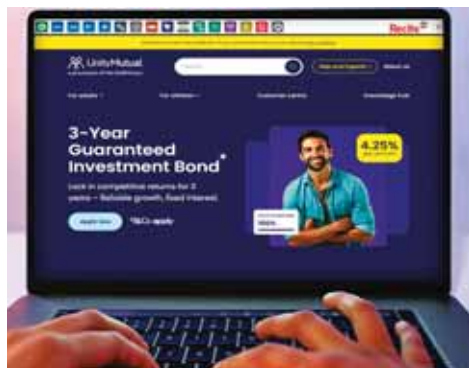 Recite
UnityMutual
About us
For adults
For children
Customer centre
Knowledge hub
3-Year
Guaranteed
Investment Bond*
Lock in competitive returns for 3
years – Reliable growth, fixed interest.
Apply Now
*T&Cs apply
4.25%